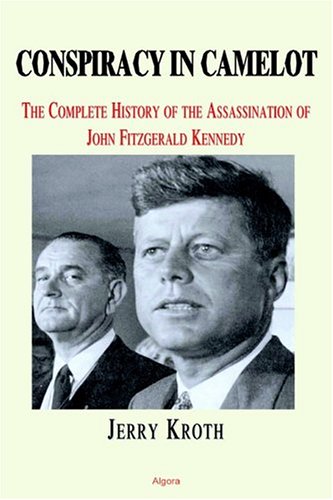 CONSPIRACY IN CAMELOT
THE COMPLETE HISTORY OF THE ASSASSINATION OF
JOHN FITZGERALD KENNEDY
JERRY KROTH
Algora